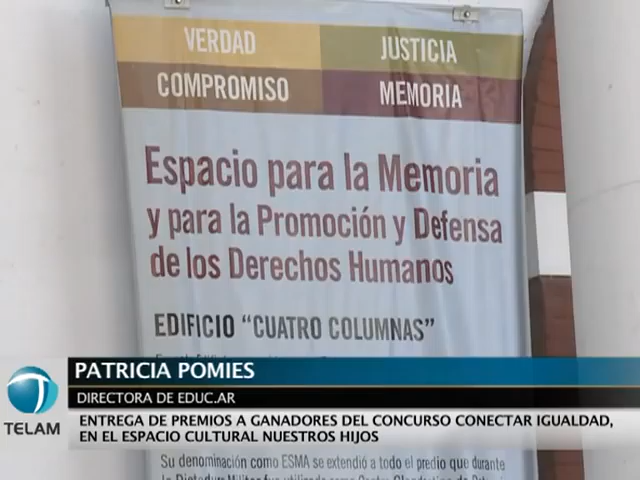 VERDAD
JUSTICIA
COMPROMISO
MEMORIA
Espacio para la Memoria
y para la Promoción y Defensa
de los Derechos Humanos
EDIFICIO "CUATRO COLUMNAS"
PATRICIA POMIES
DIRECTORA DE EDUC.AR
TELAM
ENTREGA DE PREMIOS A GANADORES DEL CONCURSO CONECTAR IGUALDAD,
EN EL ESPACIO CULTURAL NUESTROS HIJOS
Su denominación como ESMA se extendió a todo el predio que durante